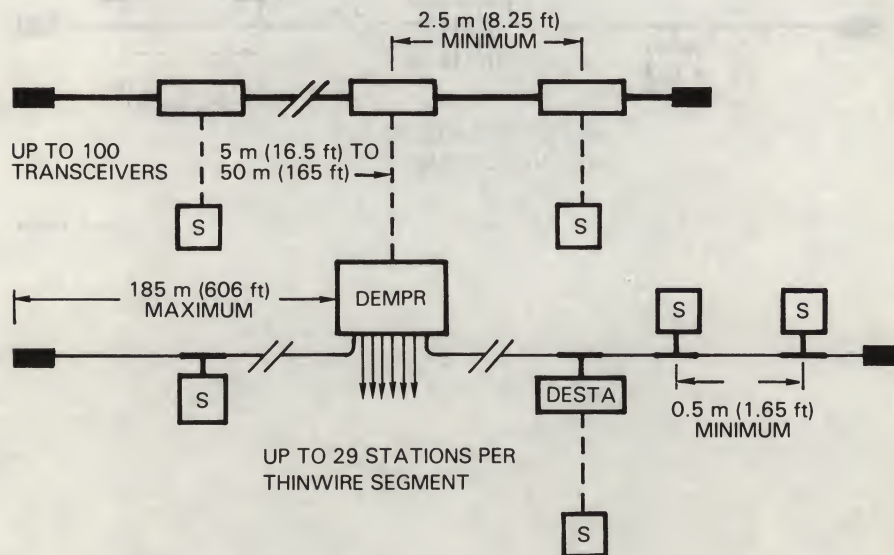 2.5 m (8.25 ft)
MINIMUM
UP TO 100
TRANSCEIVERS
5 m (16.5 ft) TO
50 m (165 ft)
S
S
185 m (606 ft)
MAXIMUM
DEMPR
S
S
S
DESTA
0.5 m (1.65 ft)
MINIMUM
UP TO 29 STATIONS PER
THINWIRE SEGMENT
S